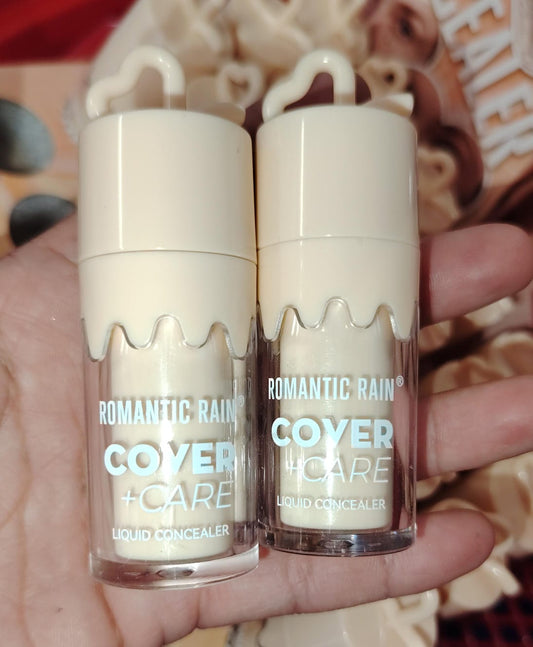 ROMANTIC RAIN®
COVER
+CARE
LIQUID CONCEALER
ROMANTIC RAIN®
COVER
+CARE
LIQUID CONCEALER